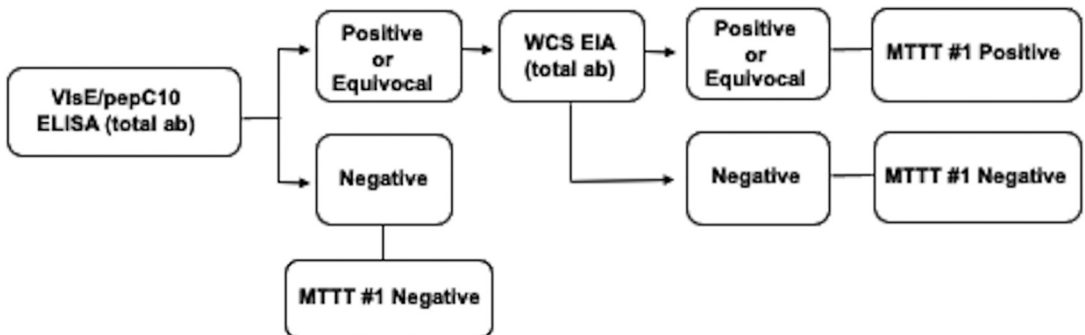 VlsE/pepC10
ELISA (total ab)
Positive
or
Equivocal
Negative
MTTT #1 Negative
WCS EIA
(total ab)
Positive
or
Equivocal
MTTT #1 Positive
Negative
MTTT #1 Negative